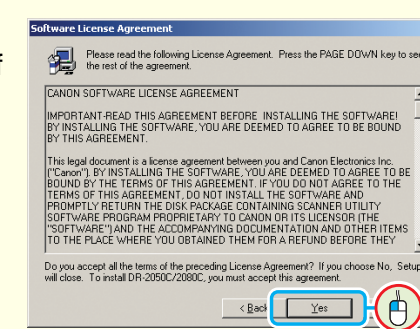 f
Software License Agreement
Please read the following License Agreement. Press the PAGE DOWN key to see
the rest of the agreement.
CANON SOFTWARE LICENSE AGREEMENT
IMPORTANT-READ THIS AGREEMENT BEFORE INSTALLING THE SOFTWARE!
BY INSTALLING THE SOFTWARE, YOU ARE DEEMED TO AGREE TO BE BOUND
BY THIS AGREEMENT.
This legal document is a license agreement between you and Canon Electronics Inc.
("Canon"). BY INSTALLING THE SOFTWARE, YOU ARE DEEMED TO AGREE TO BE
BOUND BY THE TERMS OF THIS AGREEMENT. IF YOU DO NOT AGREE TO THE
TERMS OF THIS AGREEMENT, DO NOT INSTALL THE SOFTWARE AND
PROMPTLY RETURN THE DISK PACKAGE CONTAINING SCANNER UTILITY
SOFTWARE PROGRAM PROPRIETARY TO CANON OR ITS LICENSOR (THE
"SOFTWARE") AND THE ACCOMPANYING DOCUMENTATION AND OTHER ITEMS
TO THE PLACE WHERE YOU OBTAINED THEM FOR A REFUND BEFORE THEY
Do you accept all the terms of the preceding License Agreement? If you choose No, Setup
will close. To install DR-2050C/2080C, you must accept this agreement.
< Back Yes